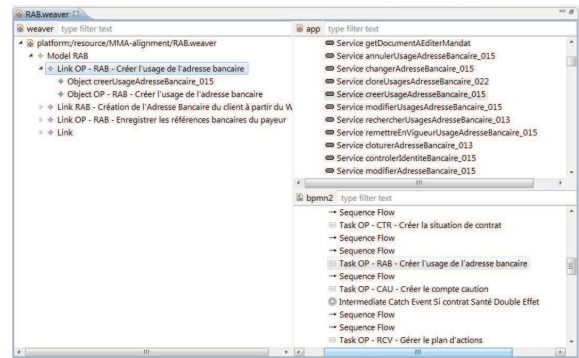 RAB.weaver
weaver type filter text
platform:/resource/MMA-alignment/RAB.weaver
Model RAB
Link OP - RAB - Créer l'usage de l'adresse bancaire
Object creerUsageAdresseBancaire_015
Object OP - RAB - Créer l'usage de l'adresse bancaire
Link RAB - Création de l'Adresse Bancaire du client à partir du W
Link OP - RAB - Enregistrer les références bancaires du payeur
Link
app type filter text
Service getDocumentAEditerMandat
Service annulerUsageAdresseBancaire_015
Service changerAdresseBancaire_015
Service cloreUsagesAdresseBancaire_022
Service creerUsageAdresseBancaire_015
Service modifierUsagesAdresseBancaire_015
Service rechercherUsagesAdresseBancaire_013
Service remettreEnVigueurUsageAdresseBancaire_015
Service cloturerAdresseBancaire_013
Service controlerIdentiteBancaire_015
Service modifierAdresseBancaire_015
bpmn2 type filter text
Sequence Flow
Task OP - CTR - Créer la situation de contrat
Sequence Flow
Sequence Flow
Task OP - RAB - Créer l'usage de l'adresse bancaire
Sequence Flow
Task OP - CAU - Créer le compte caution
Intermediate Catch Event Si contrat Santé Double Effet
Sequence Flow
Sequence Flow
Task OP - RCV - Gérer le plan d'actions